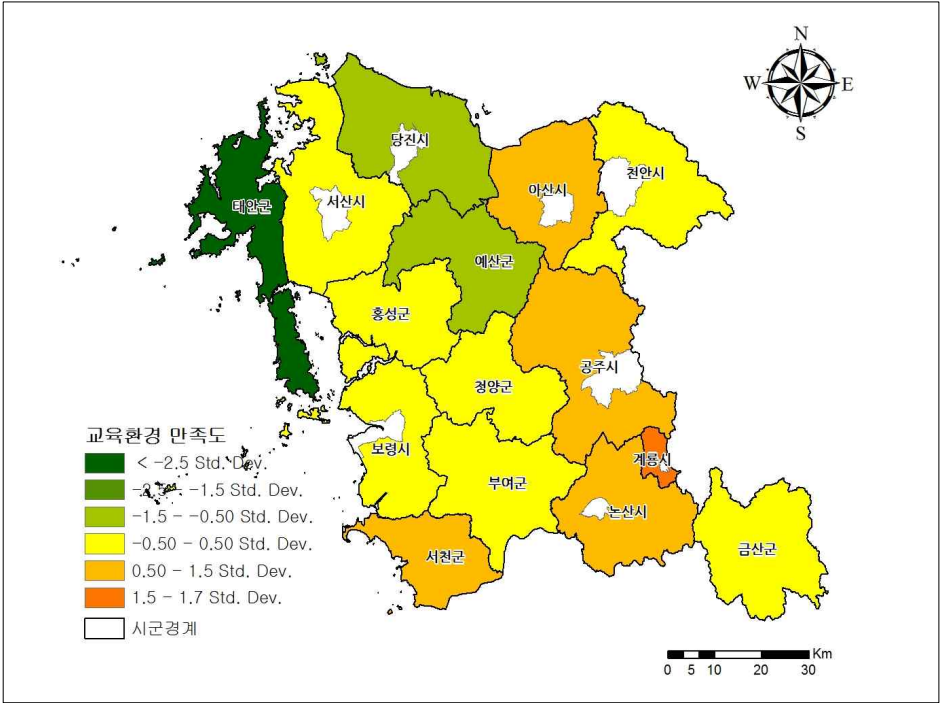 N
W E
S
당진시
아산시
천안시
서산시
태안군
예산군
홍성군
공주시
청양군
보령시
계룡시
부여군
논산시
금산군
서천군
교육환경 만족도
< -2.5 Std. Dev.
-2.5 - -1.5 Std. Dev.
-1.5 - -0.50 Std. Dev.
-0.50 - 0.50 Std. Dev.
0.50 - 1.5 Std. Dev.
1.5 - 1.7 Std. Dev.
시군경계
Km
0 5 10 20 30